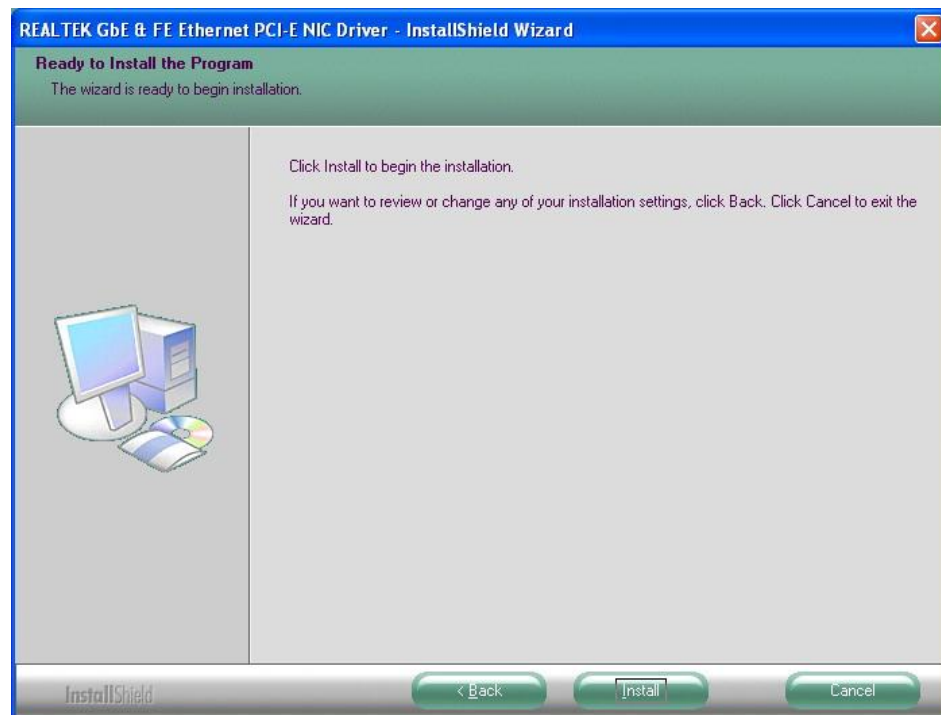 REALTEK GbE & FE Ethernet PCI-E NIC Driver - InstallShield Wizard
Ready to Install the Program
The wizard is ready to begin installation.
Click Install to begin the installation.
If you want to review or change any of your installation settings, click Back. Click Cancel to exit the
wizard.
InstallShield
< Back
Install
Cancel